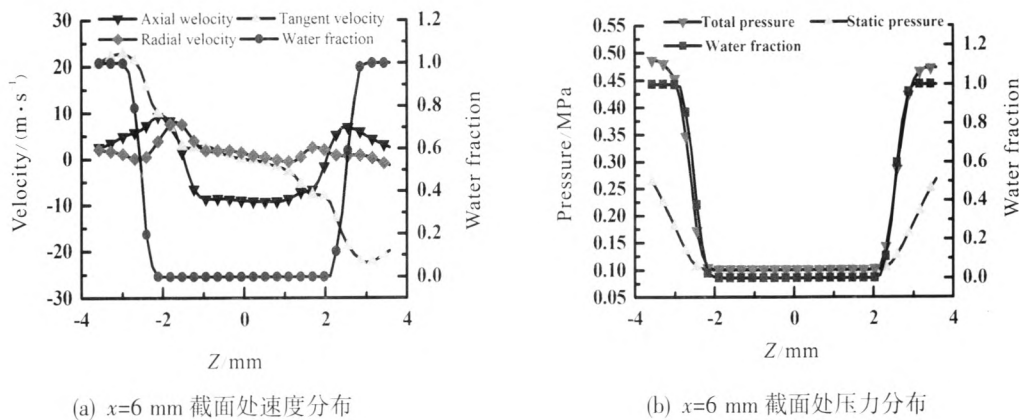 Axial welocity
Tangent velocity
Radial velocity
Water fraction
Velocity/(m·s⁻¹)
30
20
10
0
-10
-20
-30
1.2
1.0
0.8
0.6
0.4
0.2
0.0
Water fraction
-4
-2
0
2
4
Z/mm
(a) x=6 mm 截面处速度分布
Total pressure
Static pressure
Water fraction
Pressure/MPa
0.55
0.50
0.45
0.40
0.35
0.30
0.25
0.20
0.15
0.10
0.05
1.2
1.0
0.8
0.6
0.4
0.2
0.0
Water fraction
-4
-2
0
2
4
Z/mm
(b) x=6 mm 截面处压力分布